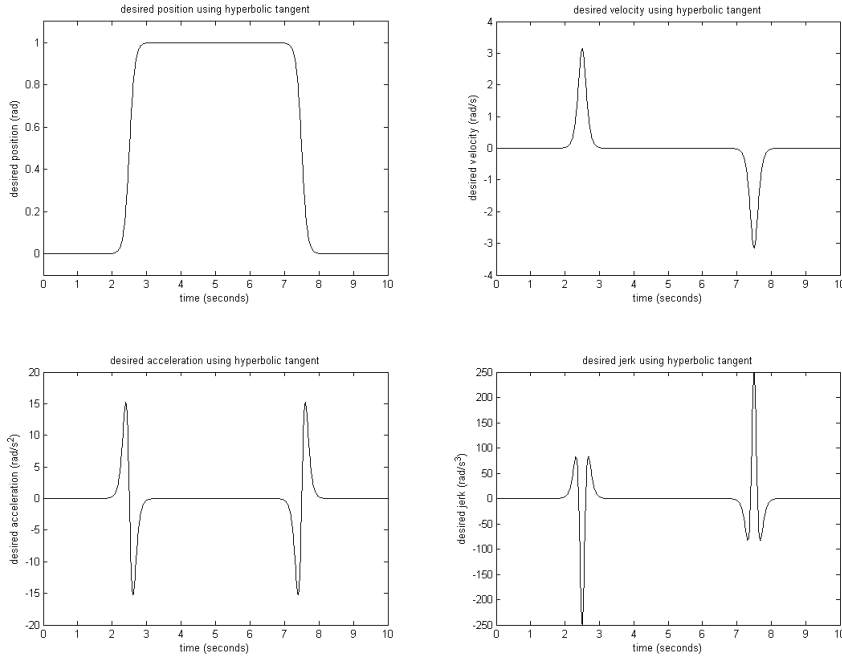 desired position using hyperbolic tangent
desired position (rad)
1
0.8
0.6
0.4
0.2
0
0 1 2 3 4 5 6 7 8 9 10
time (seconds)
desired velocity using hyperbolic tangent
desired velocity (rad/s)
4
3
2
1
0
-1
-2
-3
-4
0 1 2 3 4 5 6 7 8 9 10
time (seconds)
desired acceleration using hyperbolic tangent
desired acceleration (rad/s²)
20
15
10
5
0
-5
-10
-15
-20
0 1 2 3 4 5 6 7 8 9 10
time (seconds)
desired jerk using hyperbolic tangent
desired jerk (rad/s³)
250
200
150
100
50
0
-50
-100
-150
-200
-250
0 1 2 3 4 5 6 7 8 9 10
time (seconds)